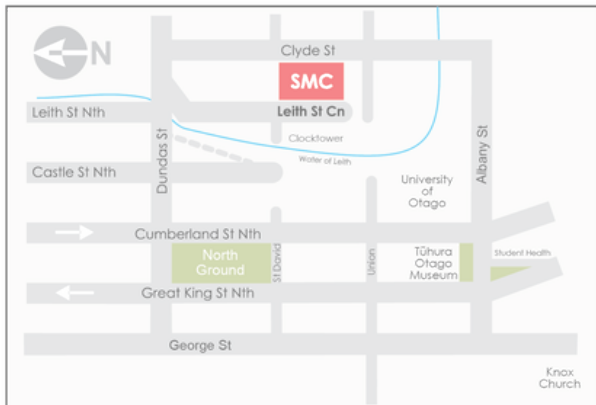 N
Clyde St
SMC
Leith St Cn
Leith St Nth
Clocktower
Water of Leith
Dundas St
Castle St Nth
University
of
Otago
Albany St
Cumberland St Nth
North
Ground
St David
Union
Tūhura
Otago
Museum
Student Health
Great King St Nth
George St
Knox
Church